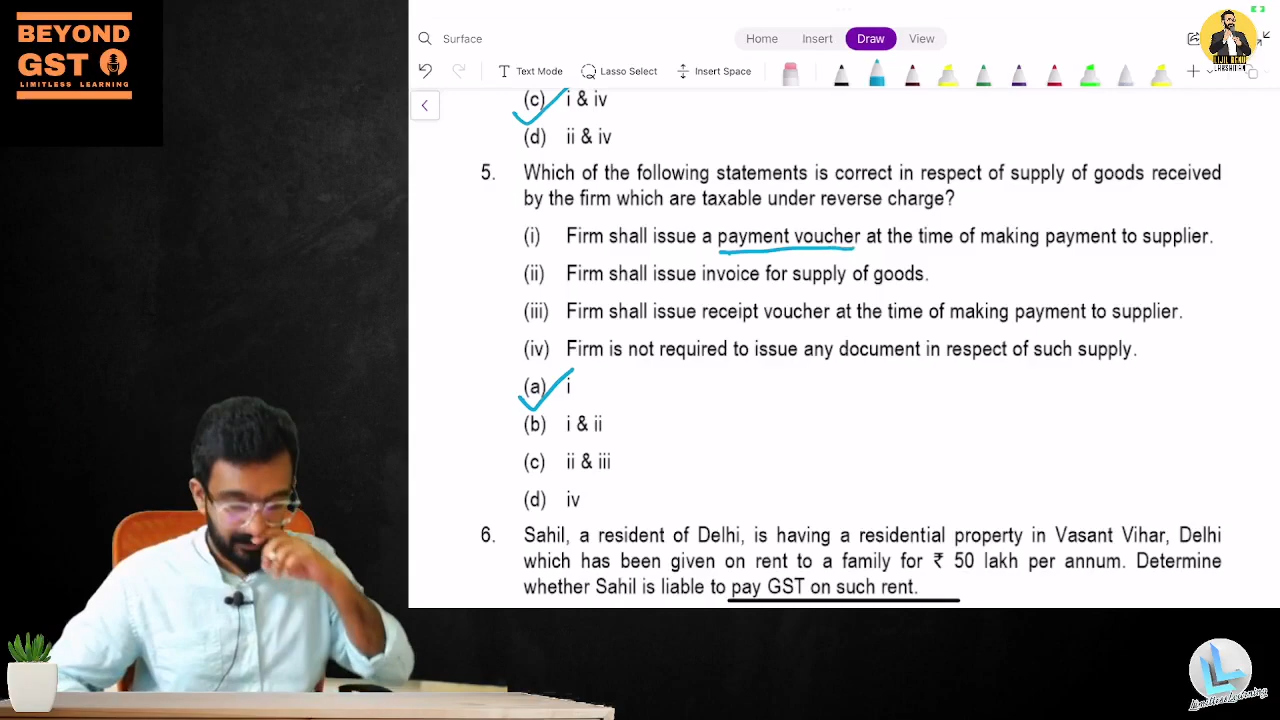 BEYOND
GST
LIMITLESS LEARNING
Surface
Home Insert Draw View
Text Mode Lasso Select Insert Space
(c) i & iv
(d) ii & iv
5. Which of the following statements is correct in respect of supply of goods received
by the firm which are taxable under reverse charge?
(i) Firm shall issue a payment voucher at the time of making payment to supplier.
(ii) Firm shall issue invoice for supply of goods.
(iii) Firm shall issue receipt voucher at the time of making payment to supplier.
(iv) Firm is not required to issue any document in respect of such supply.
(a) i
(b) i & ii
(c) ii & iii
(d) iv
6. Sahil, a resident of Delhi, is having a residential property in Vasant Vihar, Delhi
which has been given on rent to a family for ₹ 50 lakh per annum. Determine
whether Sahil is liable to pay GST on such rent.
Limitless Learning